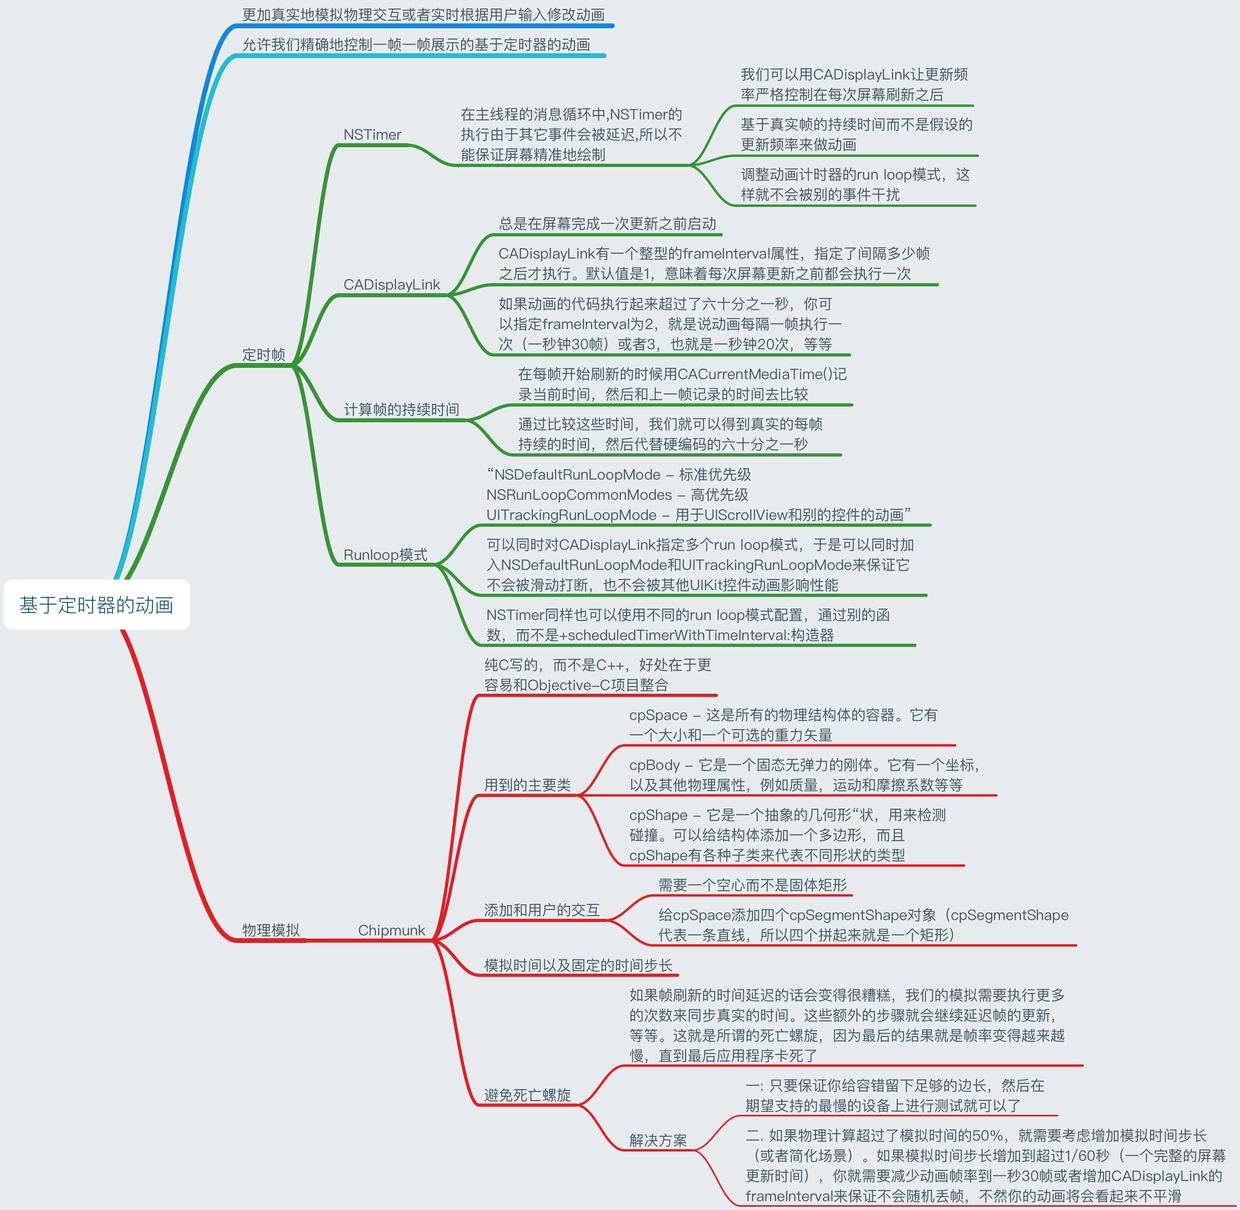 更加真实地模拟物理交互或者实时根据用户输入修改动画
允许我们精确地控制一帧一帧展示的基于定时器的动画
我们可以用CADisplayLink让更新频
率严格控制在每次屏幕刷新之后
在主线程的消息循环中,NSTimer的
执行由于其它事件会被延迟,所以不
能保证屏幕精准地绘制
NSTimer
基于真实帧的持续时间而不是假设的
更新频率来做动画
调整动画计时器的run loop模式，这
样就不会被别的事件干扰
总是在屏幕完成一次更新之前启动
CADisplayLink有一个整型的frameInterval属性，指定了间隔多少帧
之后才执行。默认值是1，意味着每次屏幕更新之前都会执行一次
CADisplayLink
如果动画的代码执行起来超过了六十分之一秒，你可
以指定frameInterval为2，就是说动画每隔一帧执行一
次（一秒钟30帧）或者3，也就是一秒钟20次，等等
定时帧
在每帧开始刷新的时候用CACurrentMediaTime()记
录当前时间，然后和上一帧记录的时间去比较
计算帧的持续时间
通过比较这些时间，我们就可以得到真实的每帧
持续的时间，然后代替硬编码的六十分之一秒
“NSDefaultRunLoopMode – 标准优先级
NSRunLoopCommonModes – 高优先级
UITrackingRunLoopMode – 用于UIScrollView和别的控件的动画”
Runloop模式
可以同时对CADisplayLink指定多个run loop模式，于是可以同时加
入NSDefaultRunLoopMode和UITrackingRunLoopMode来保证它
不会被滑动打断，也不会被其他UIKit控件动画影响性能
NSTimer同样也可以使用不同的run loop模式配置，通过别的函
数，而不是+scheduledTimerWithTimeInterval:构造器
基于定时器的动画
纯C写的，而不是C++，好处在于更
容易和Objective-C项目整合
cpSpace – 这是所有的物理结构体的容器。它有
一个大小和一个可选的重力矢量
用到的主要类
cpBody – 它是一个固态无弹力的刚体。它有一个坐标，
以及其他物理属性，例如质量，运动和摩擦系数等等
cpShape – 它是一个抽象的几何形“状，用来检测
碰撞。可以给结构体添加一个多边形，而且
cpShape有各种子类来代表不同形状的类型
需要一个空心而不是固体矩形
添加和用户的交互
给cpSpace添加四个cpSegmentShape对象（cpSegmentShape
代表一条直线，所以四个拼起来就是一个矩形）
物理模拟
Chipmunk
模拟时间以及固定的时间步长
如果帧刷新的时间延迟的话会变得很糟糕，我们的模拟需要执行更多
的次数来同步真实的时间。这些额外的步骤就会继续延迟帧的更新，
等等。这就是所谓的死亡螺旋，因为最后的结果就是帧率变得越来越
慢，直到最后应用程序卡死了
避免死亡螺旋
一: 只要保证你给容错留下足够的边长，然后在
期望支持的最慢的设备上进行测试就可以了
解决方案
二. 如果物理计算超过了模拟时间的50%，就需要考虑增加模拟时间步长
（或者简化场景）。如果模拟时间步长增加到超过1/60秒（一个完整的屏幕
更新时间），你就需要减少动画帧率到一秒30帧或者增加CADisplayLink的
frameInterval来保证不会随机丢帧，不然你的动画将会看起来不平滑